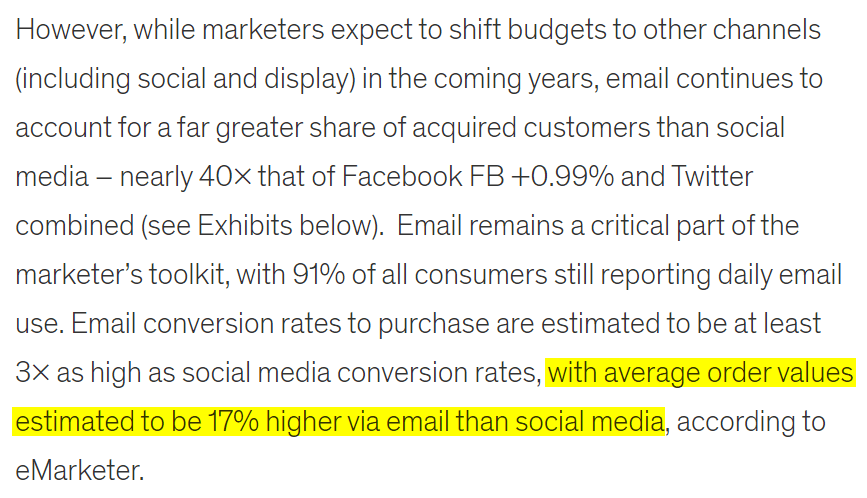 However, while marketers expect to shift budgets to other channels
(including social and display) in the coming years, email continues to
account for a far greater share of acquired customers than social
media – nearly 40× that of Facebook FB +0.99% and Twitter
combined (see Exhibits below).  Email remains a critical part of the
marketer’s toolkit, with 91% of all consumers still reporting daily email
use. Email conversion rates to purchase are estimated to be at least
3× as high as social media conversion rates, with average order values
estimated to be 17% higher via email than social media, according to
eMarketer.